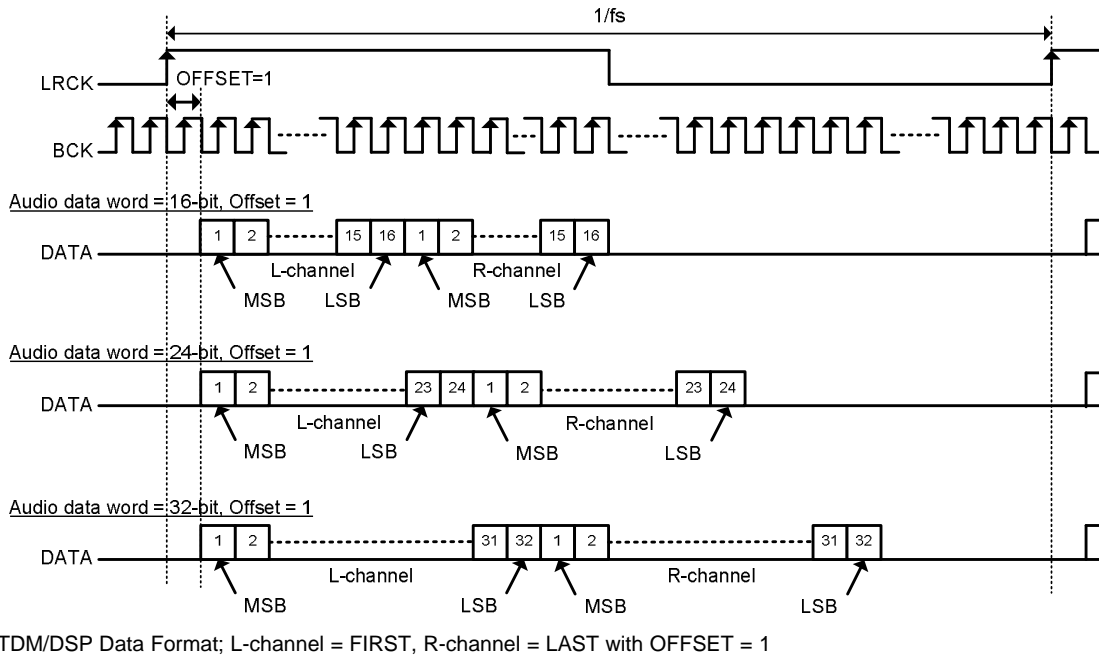 1/fs
LRCK
OFFSET=1
BCK
Audio data word = 16-bit, Offset = 1
DATA
1 2 15 16 1 2 15 16
L-channel R-channel
MSB LSB MSB LSB
Audio data word = 24-bit, Offset = 1
DATA
1 2 23 24 1 2 23 24
L-channel R-channel
MSB LSB MSB LSB
Audio data word = 32-bit, Offset = 1
DATA
1 2 31 32 1 2 31 32
L-channel R-channel
MSB LSB MSB LSB
TDM/DSP Data Format; L-channel = FIRST, R-channel = LAST with OFFSET = 1